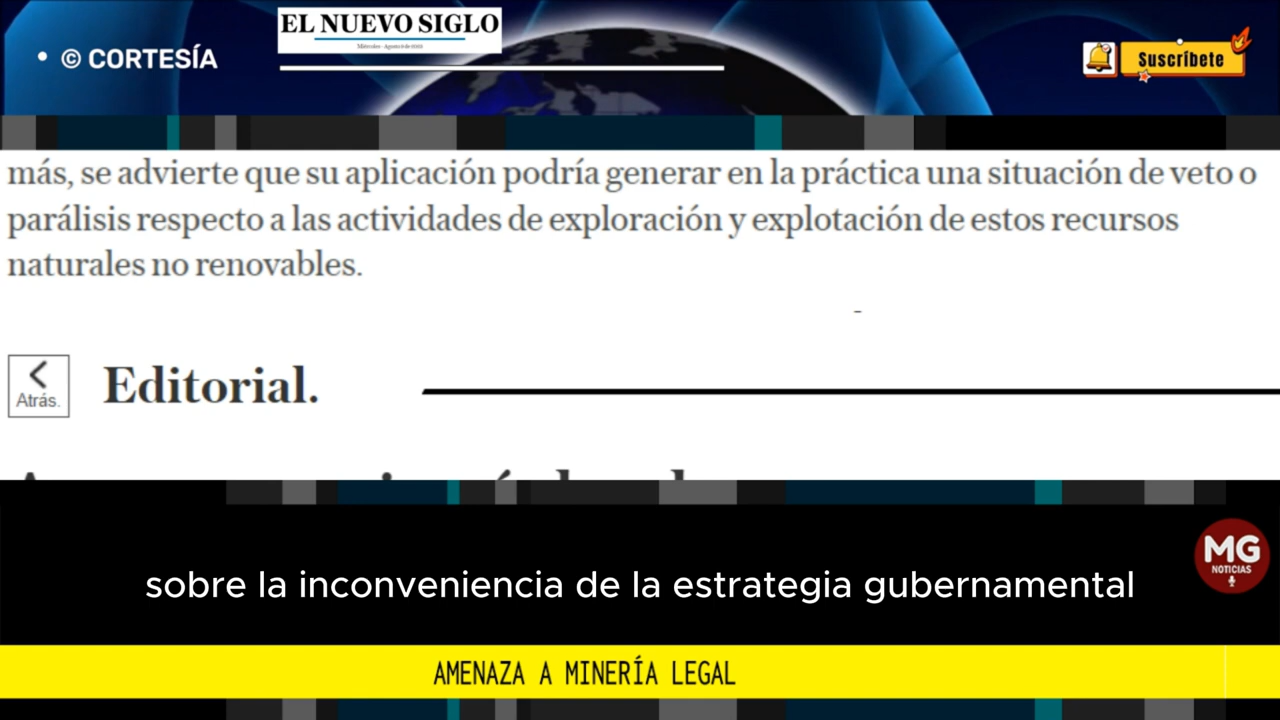 • © CORTESÍA
EL NUEVO SIGLO
Suscríbete
más, se advierte que su aplicación podría generar en la práctica una situación de veto o
parálisis respecto a las actividades de exploración y explotación de estos recursos
naturales no renovables.
Atrás.
Editorial.
sobre la inconveniencia de la estrategia gubernamental
MG
NOTICIAS
AMENAZA A MINERÍA LEGAL